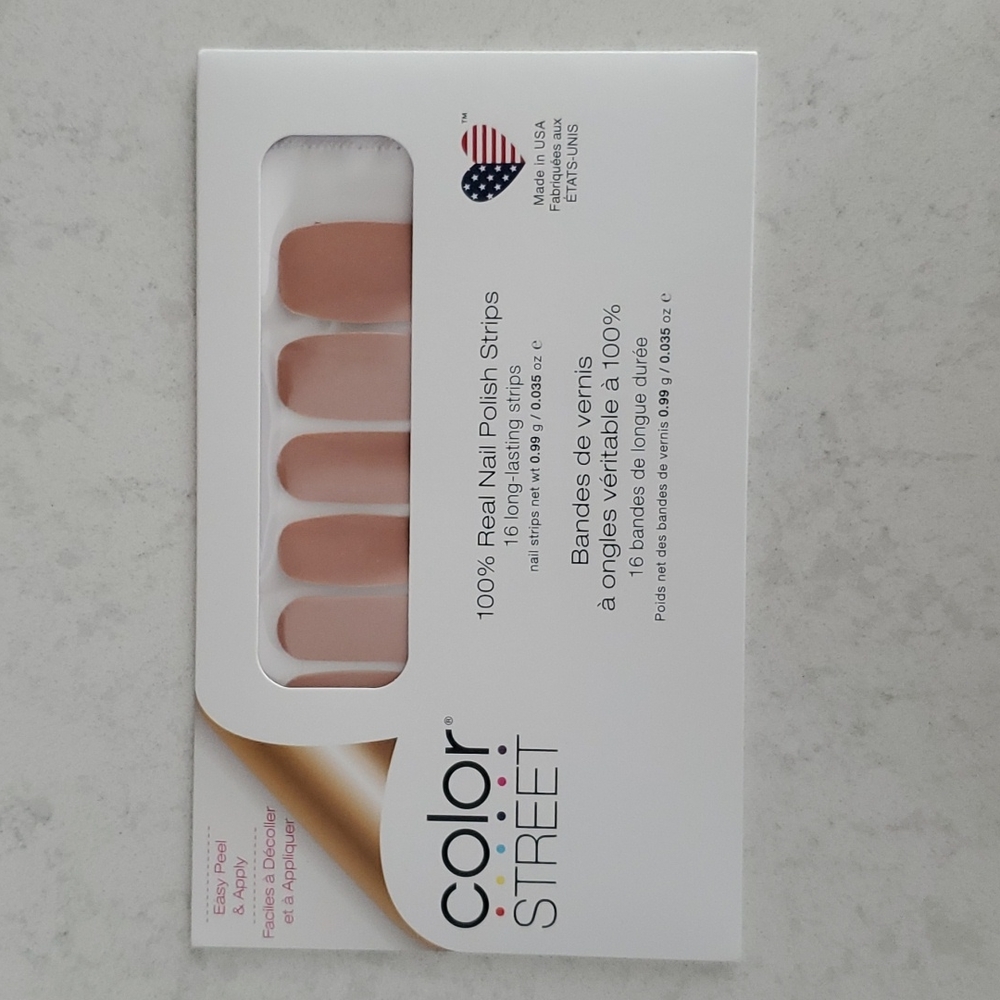 Easy Peel
& Apply
Faciles à Décoller
et à Appliquer
color®
STREET
100% Real Nail Polish Strips
16 long-lasting strips
nail strips net wt 0.99 g / 0.035 oz ℮
Bandes de vernis
à ongles véritable à 100%
16 bandes de longue durée
Poids net des bandes de vernis 0.99 g / 0.035 oz ℮
TM
Made in USA
Fabriquées aux
ÉTATS-UNIS